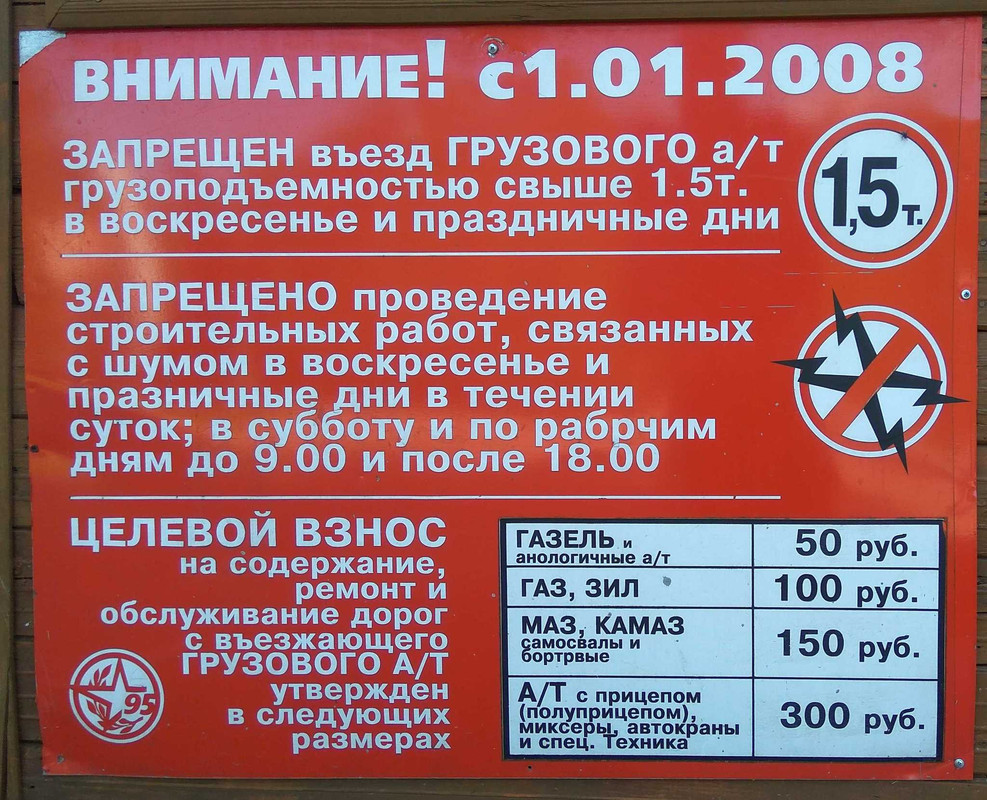 ВНИМАНИЕ! с1.01.2008
ЗАПРЕЩЕН въезд ГРУЗОВОГО а/т
грузоподъемностью свыше 1.5т.
в воскресенье и праздничные дни
1,5т.
ЗАПРЕЩЕНО проведение
строительных работ, связанных
с шумом в воскресенье и
празничные дни в течении
суток; в субботу и по рабрчим
дням до 9.00 и после 18.00
ЦЕЛЕВОЙ ВЗНОС
на содержание,
ремонт и
обслуживание дорог
с въезжающего
ГРУЗОВОГО А/Т
утвержден
в следующих
размерах
95
ГАЗЕЛЬ и
анологичные а/т
50 руб.
ГАЗ, ЗИЛ
100 руб.
МАЗ, КАМАЗ
самосвалы и
бортрвые
150 руб.
А/Т с прицепом
(полуприцепом),
миксеры, автокраны
и спец. Техника
300 руб.